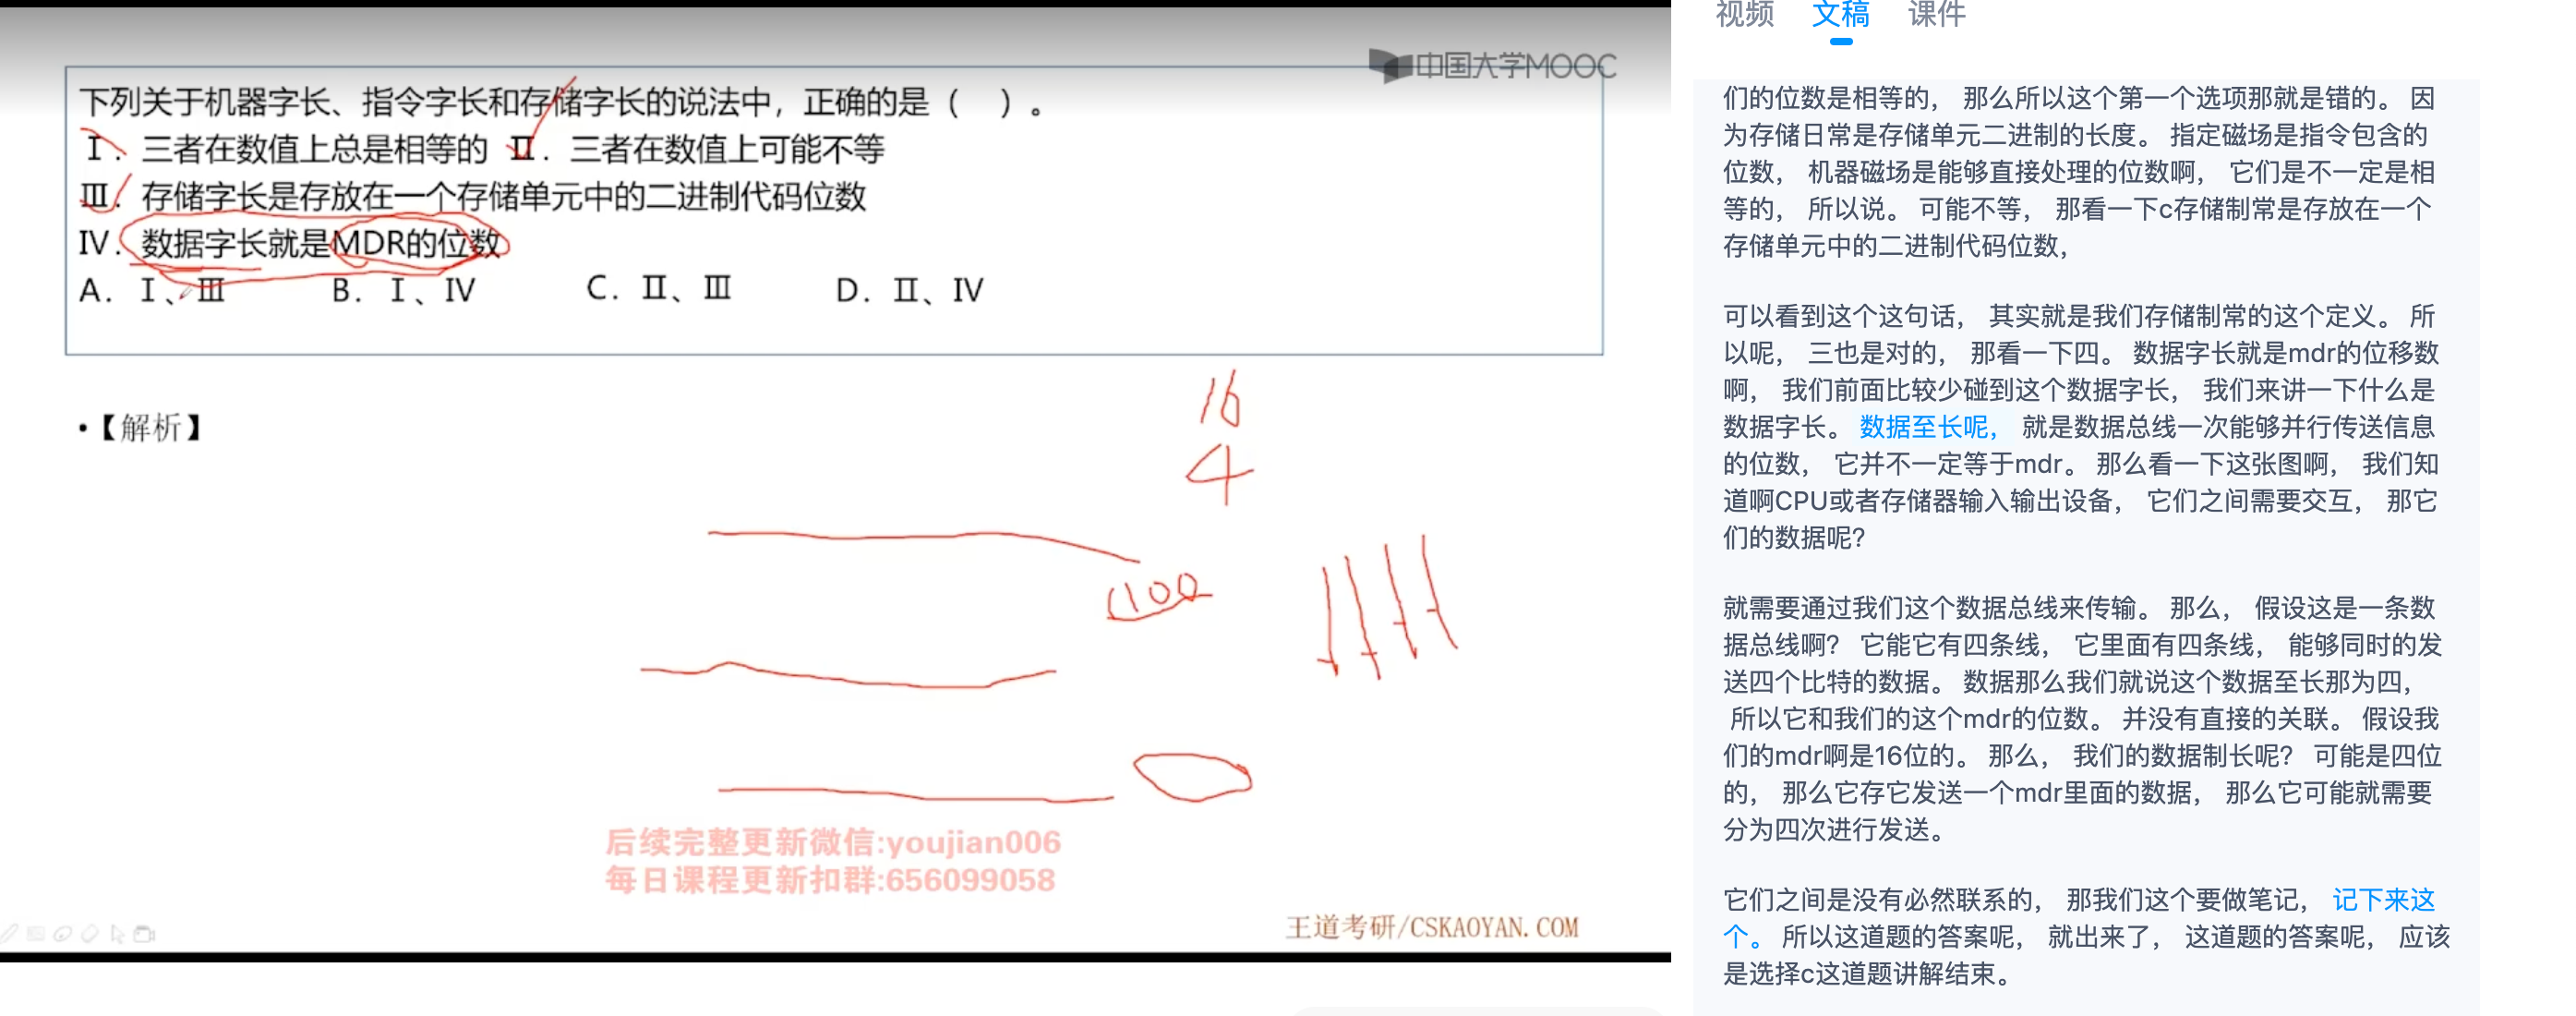 中国大学MOOC
下列关于机器字长、指令字长和存储字长的说法中，正确的是（ ）。
Ⅰ. 三者在数值上总是相等的 Ⅱ. 三者在数值上可能不等
Ⅲ. 存储字长是存放在一个存储单元中的二进制代码位数
Ⅳ. 数据字长就是MDR的位数
A. Ⅰ、Ⅲ B. Ⅰ、Ⅳ C. Ⅱ、Ⅲ D. Ⅱ、Ⅳ
•【解析】
16
4
1100
后续完整更新微信:youjian006
每日课程更新扣群:656099058
王道考研/CSKAOYAN.COM
视频 文稿 课件
们的位数是相等的， 那么所以这个第一个选项那就是错的。 因
为存储日常是存储单元二进制的长度。 指定磁场是指令包含的
位数， 机器磁场是能够直接处理的位数啊， 它们是不一定是相
等的， 所以说。 可能不等， 那看一下c存储制常是存放在一个
存储单元中的二进制代码位数，
可以看到这个这句话， 其实就是我们存储制常的这个定义。 所
以呢， 三也是对的， 那看一下四。 数据字长就是mdr的位移数
啊， 我们前面比较少碰到这个数据字长， 我们来讲一下什么是
数据字长。 数据至长呢， 就是数据总线一次能够并行传送信息
的位数， 它并不一定等于mdr。 那么看一下这张图啊， 我们知
道啊CPU或者存储器输入输出设备， 它们之间需要交互， 那它
们的数据呢？
就需要通过我们这个数据总线来传输。 那么， 假设这是一条数
据总线啊？ 它能它有四条线， 它里面有四条线， 能够同时的发
送四个比特的数据。 数据那么我们就说这个数据至长那为四，
所以它和我们的这个mdr的位数。 并没有直接的关联。 假设我
们的mdr啊是16位的。 那么， 我们的数据制长呢？ 可能是四位
的， 那么它存它发送一个mdr里面的数据， 那么它可能就需要
分为四次进行发送。
它们之间是没有必然联系的， 那我们这个要做笔记， 记下来这
个。 所以这道题的答案呢， 就出来了， 这道题的答案呢， 应该
是选择c这道题讲解结束。